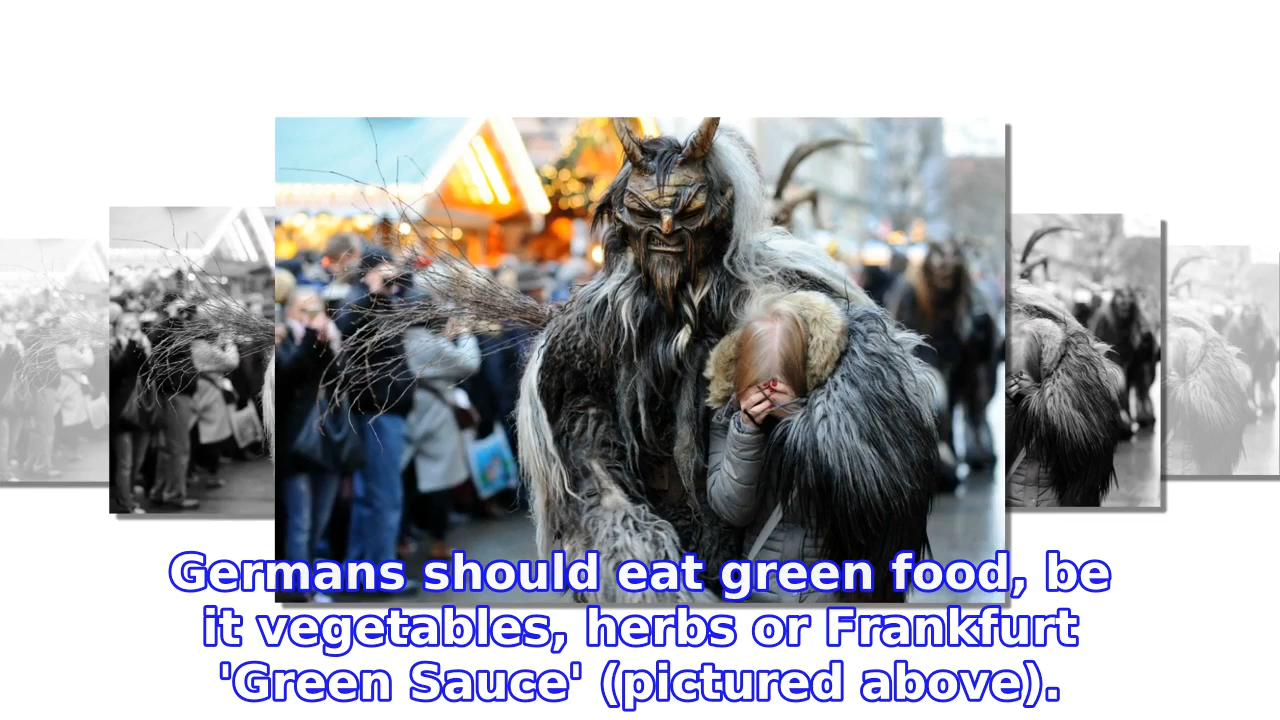 Germans should eat green food, be
it vegetables, herbs or Frankfurt
'Green Sauce' (pictured above).